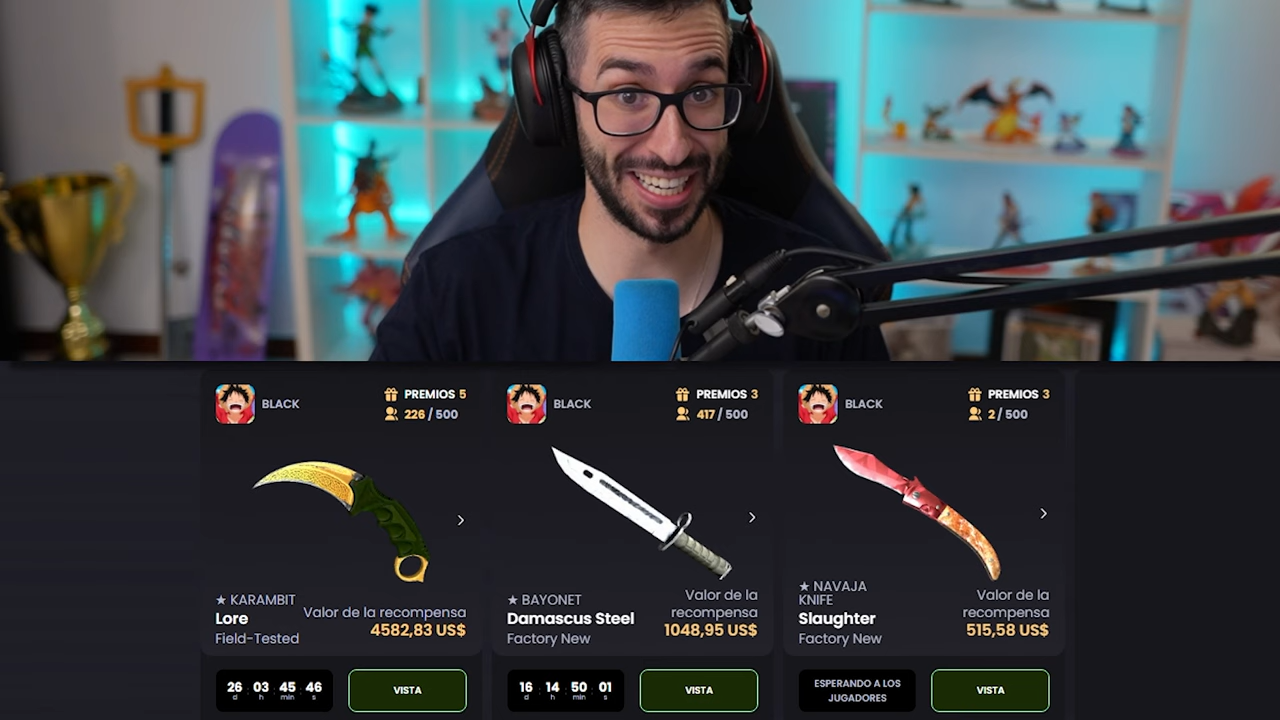 BLACK
PREMIOS 5
226 / 500
★ KARAMBIT
Lore
Field-Tested
Valor de la recompensa
4582,83 US$
26 03 45 46
d h min s
VISTA
BLACK
PREMIOS 3
417 / 500
★ BAYONET
Damascus Steel
Factory New
Valor de la
recompensa
1048,95 US$
16 14 50 01
d h min s
VISTA
BLACK
PREMIOS 3
2 / 500
★ NAVAJA
KNIFE
Slaughter
Factory New
Valor de la
recompensa
515,58 US$
ESPERANDO A LOS
JUGADORES
VISTA